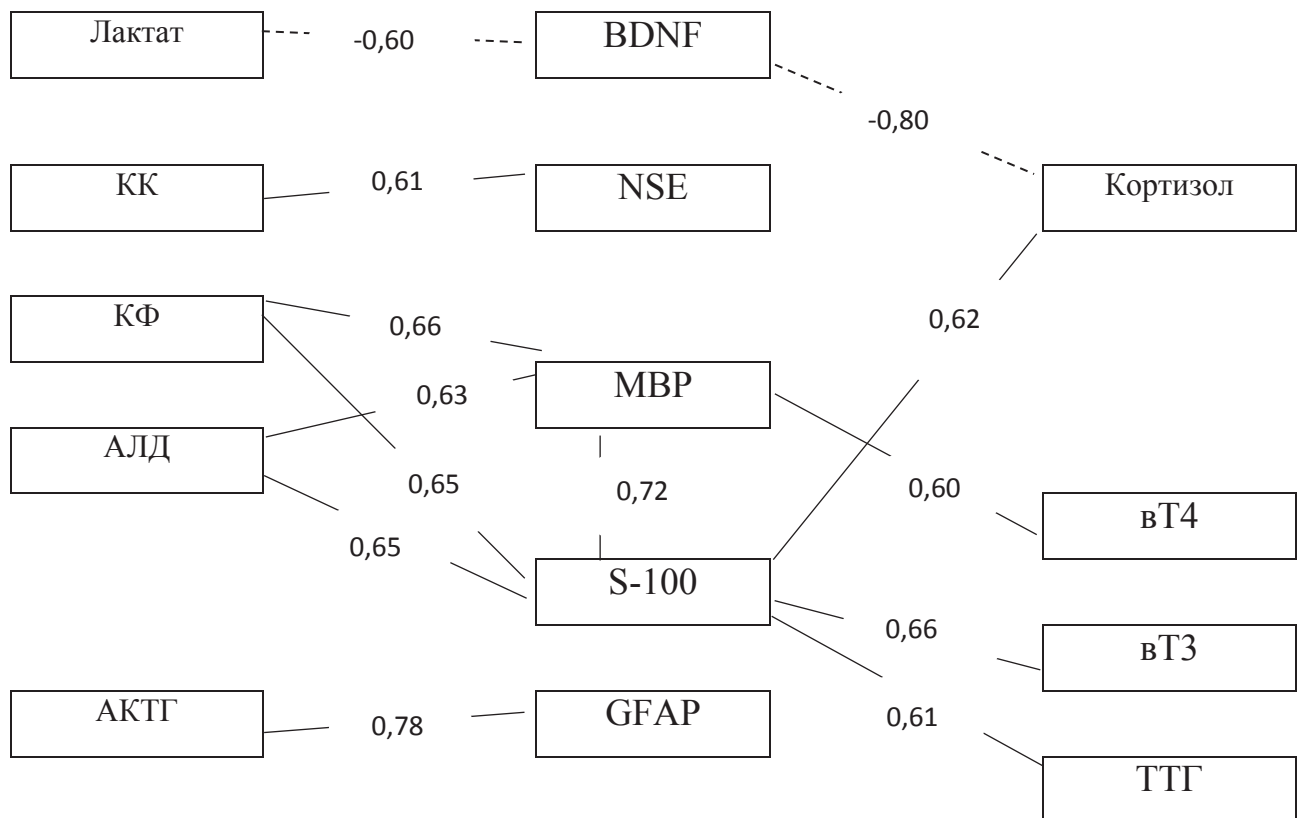 Лактат
-0,60
BDNF
-0,80
КК
0,61
NSE
Кортизол
КФ
0,66
0,62
МВР
0,63
АЛД
0,65
0,72
0,60
вТ4
0,65
S-100
0,66
вТ3
АКТГ
0,78
GFAP
0,61
ТТГ